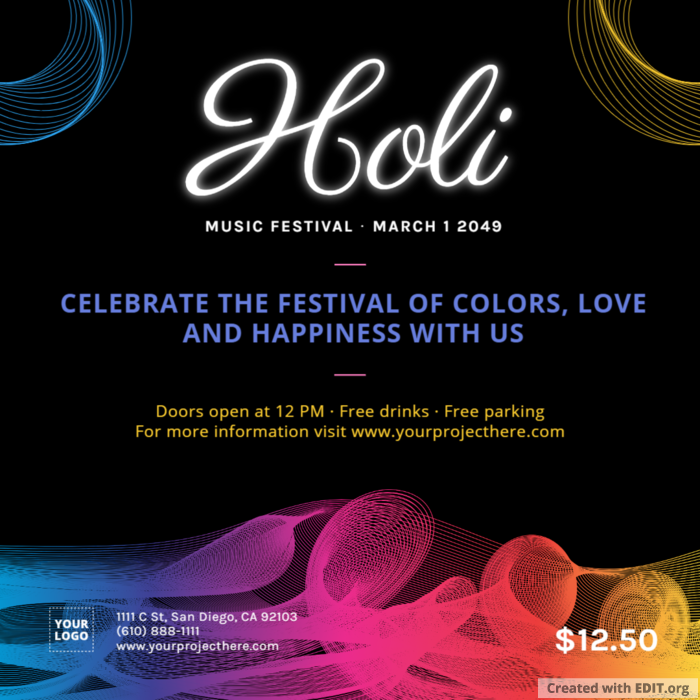 Holi
MUSIC FESTIVAL · MARCH 1 2049
CELEBRATE THE FESTIVAL OF COLORS, LOVE
AND HAPPINESS WITH US
Doors open at 12 PM · Free drinks · Free parking
For more information visit www.yourprojecthere.com
YOUR
LOGO
1111 C St, San Diego, CA 92103
(610) 888-1111
www.yourprojecthere.com
$12.50
Created with EDIT.org